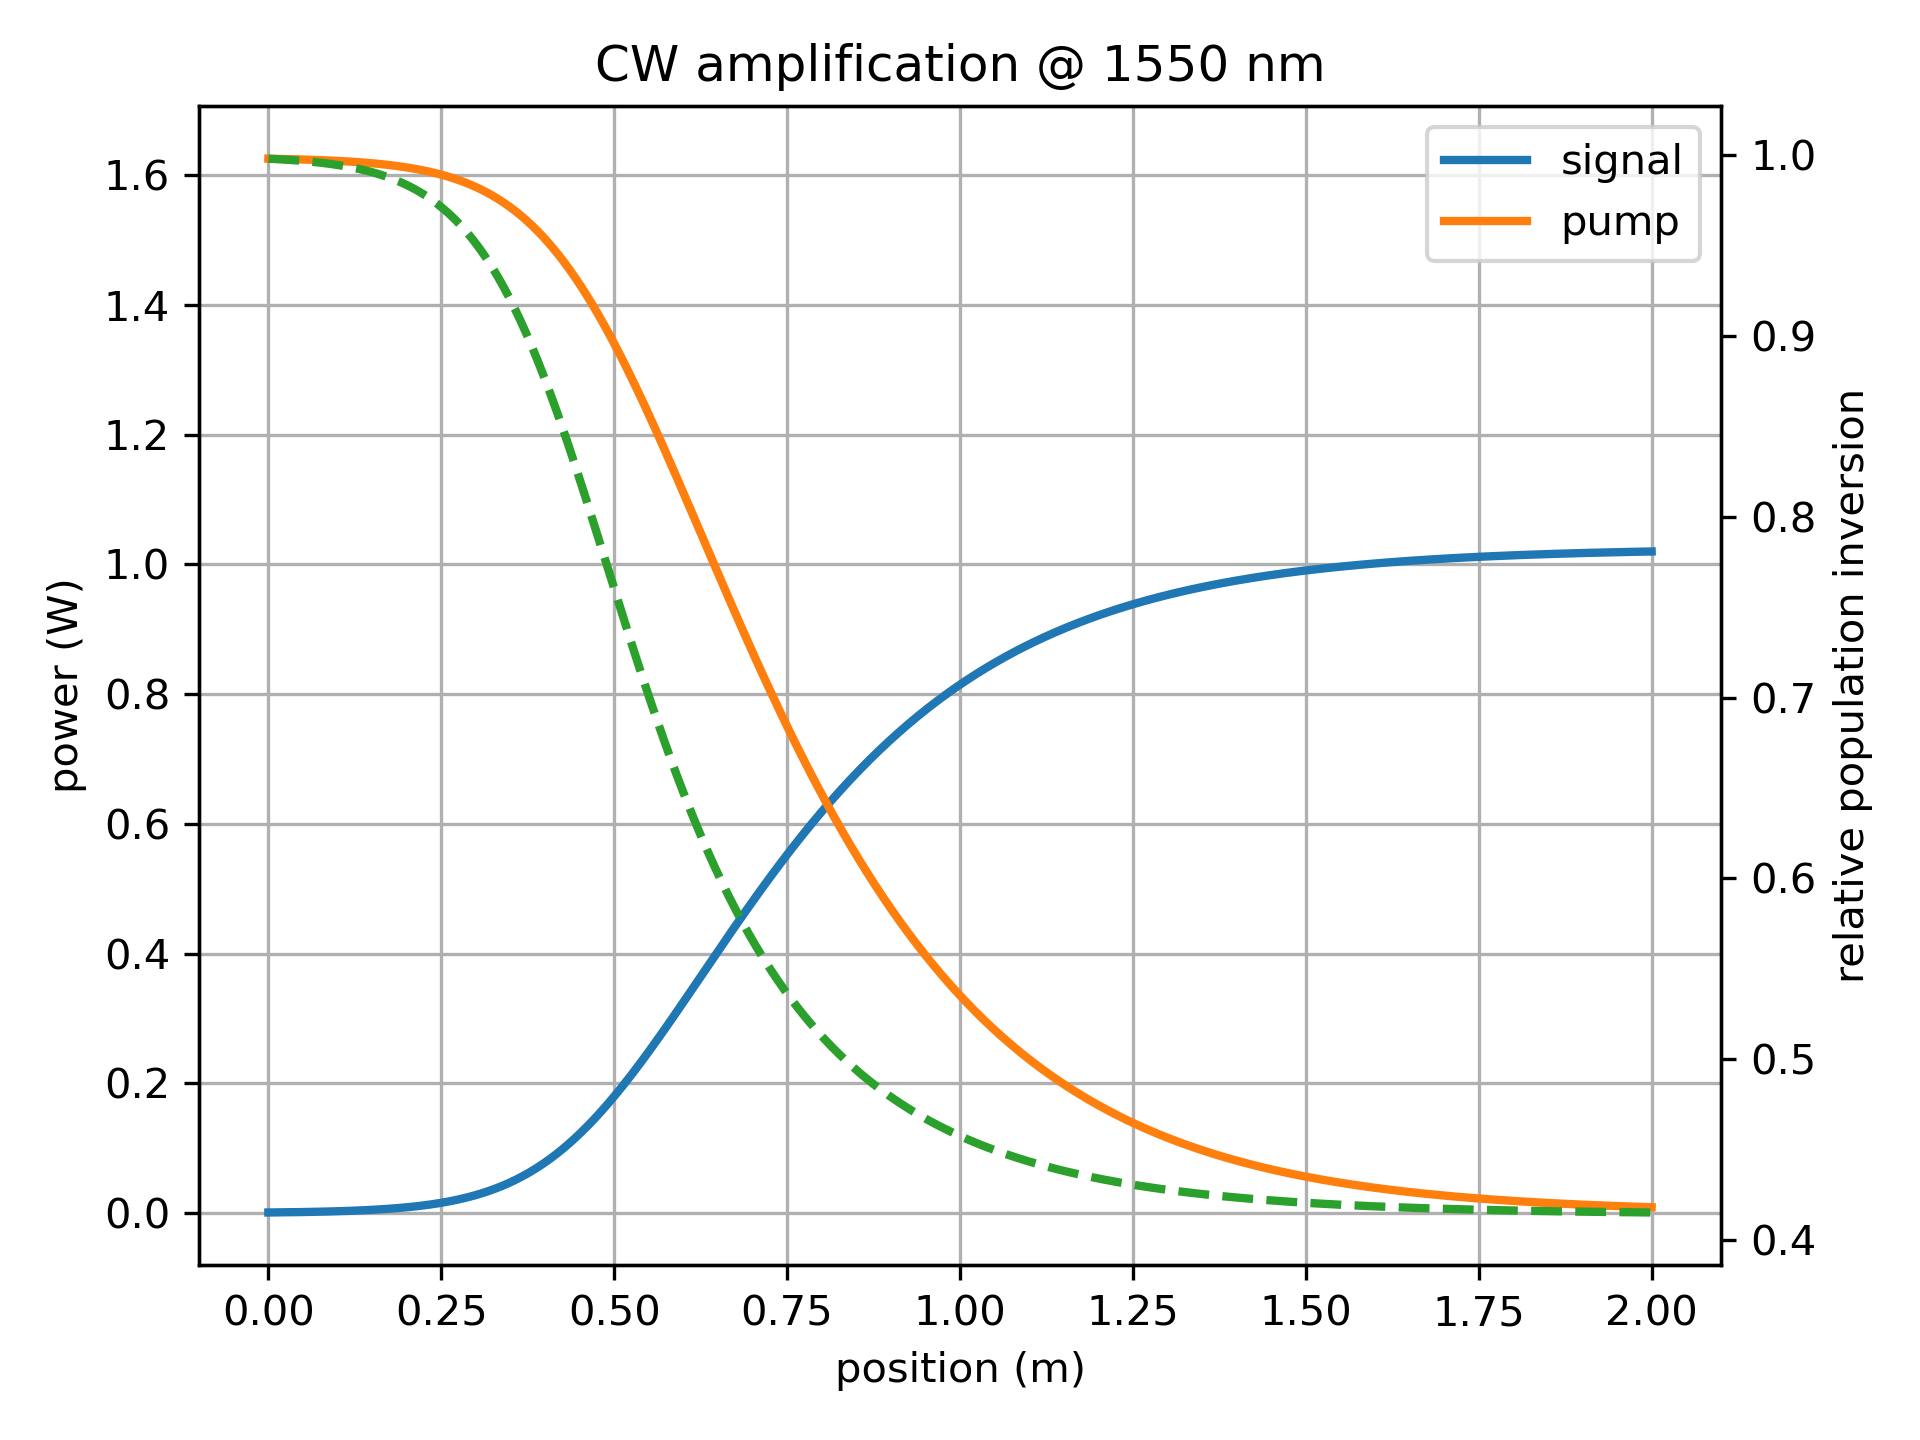 CW amplification @ 1550 nm
signal
pump
1.6
1.4
1.2
1.0
0.8
0.6
0.4
0.2
0.0
power (W)
1.0
0.9
0.8
0.7
0.6
0.5
0.4
relative population inversion
0.00 0.25 0.50 0.75 1.00 1.25 1.50 1.75 2.00
position (m)